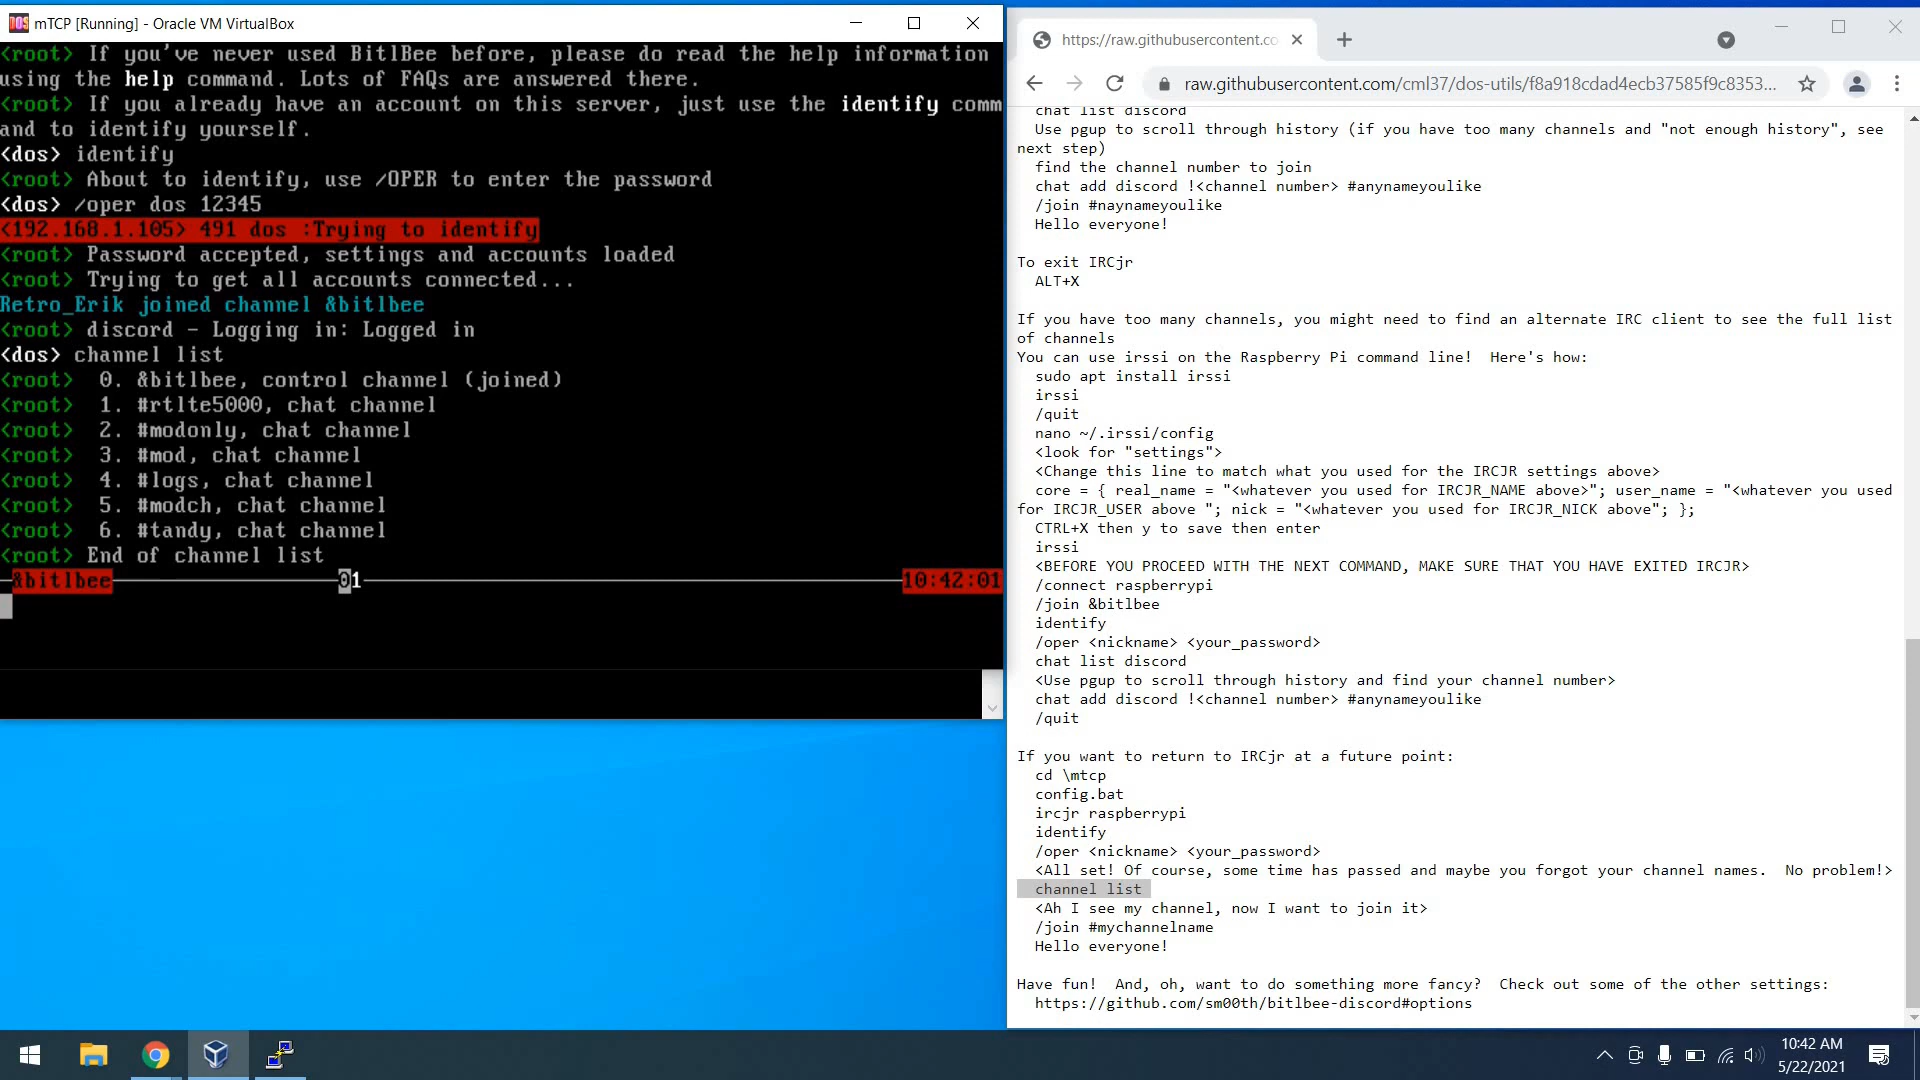 mTCP [Running] - Oracle VM VirtualBox
<root> If you've never used BitlBee before, please do read the help information
using the help command. Lots of FAQs are answered there.
<root> If you already have an account on this server, just use the identify comm
and to identify yourself.
<dos> identify
<root> About to identify, use /OPER to enter the password
<dos> /oper dos 12345
<192.168.1.105> 491 dos :Trying to identify
<root> Password accepted, settings and accounts loaded
<root> Trying to get all accounts connected...
Retro_Erik joined channel &bitlbee
<root> discord - Logging in: Logged in
<dos> channel list
<root>  0. &bitlbee, control channel (joined)
<root>  1. #rtlte5000, chat channel
<root>  2. #modonly, chat channel
<root>  3. #mod, chat channel
<root>  4. #logs, chat channel
<root>  5. #modch, chat channel
<root>  6. #tandy, chat channel
<root> End of channel list
&bitlbee 01 10:42:01
https://raw.githubusercontent.co
raw.githubusercontent.com/cml37/dos-utils/f8a918cdad4ecb37585f9c8353...
chat list discord
Use pgup to scroll through history (if you have too many channels and "not enough history", see
next step)
find the channel number to join
chat add discord !<channel number> #anynameyoulike
/join #naynameyoulike
Hello everyone!
To exit IRCjr
ALT+X
If you have too many channels, you might need to find an alternate IRC client to see the full list
of channels
You can use irssi on the Raspberry Pi command line!  Here's how:
sudo apt install irssi
irssi
/quit
nano ~/.irssi/config
<look for "settings">
<Change this line to match what you used for the IRCJR settings above>
core = { real_name = "<whatever you used for IRCJR_NAME above>"; user_name = "<whatever you used
for IRCJR_USER above "; nick = "<whatever you used for IRCJR_NICK above"; };
CTRL+X then y to save then enter
irssi
<BEFORE YOU PROCEED WITH THE NEXT COMMAND, MAKE SURE THAT YOU HAVE EXITED IRCJR>
/connect raspberrypi
/join &bitlbee
identify
/oper <nickname> <your_password>
chat list discord
<Use pgup to scroll through history and find your channel number>
chat add discord !<channel number> #anynameyoulike
/quit
If you want to return to IRCjr at a future point:
cd \mtcp
config.bat
ircjr raspberrypi
identify
/oper <nickname> <your_password>
<All set! Of course, some time has passed and maybe you forgot your channel names.  No problem!>
channel list
<Ah I see my channel, now I want to join it>
/join #mychannelname
Hello everyone!
Have fun!  And, oh, want to do something more fancy?  Check out some of the other settings:
https://github.com/sm00th/bitlbee-discord#options
10:42 AM
5/22/2021